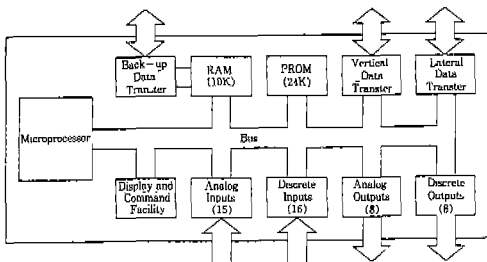 Back-up
Data
Transfer
RAM
(10K)
PROM
(24K)
Vertical
Data
Transfer
Lateral
Data
Transfer
Microprocessor
Bus
Display and
Command
Facility
Analog
Inputs
(15)
Discrete
Inputs
(16)
Analog
Outputs
(8)
Discrete
Outputs
(8)